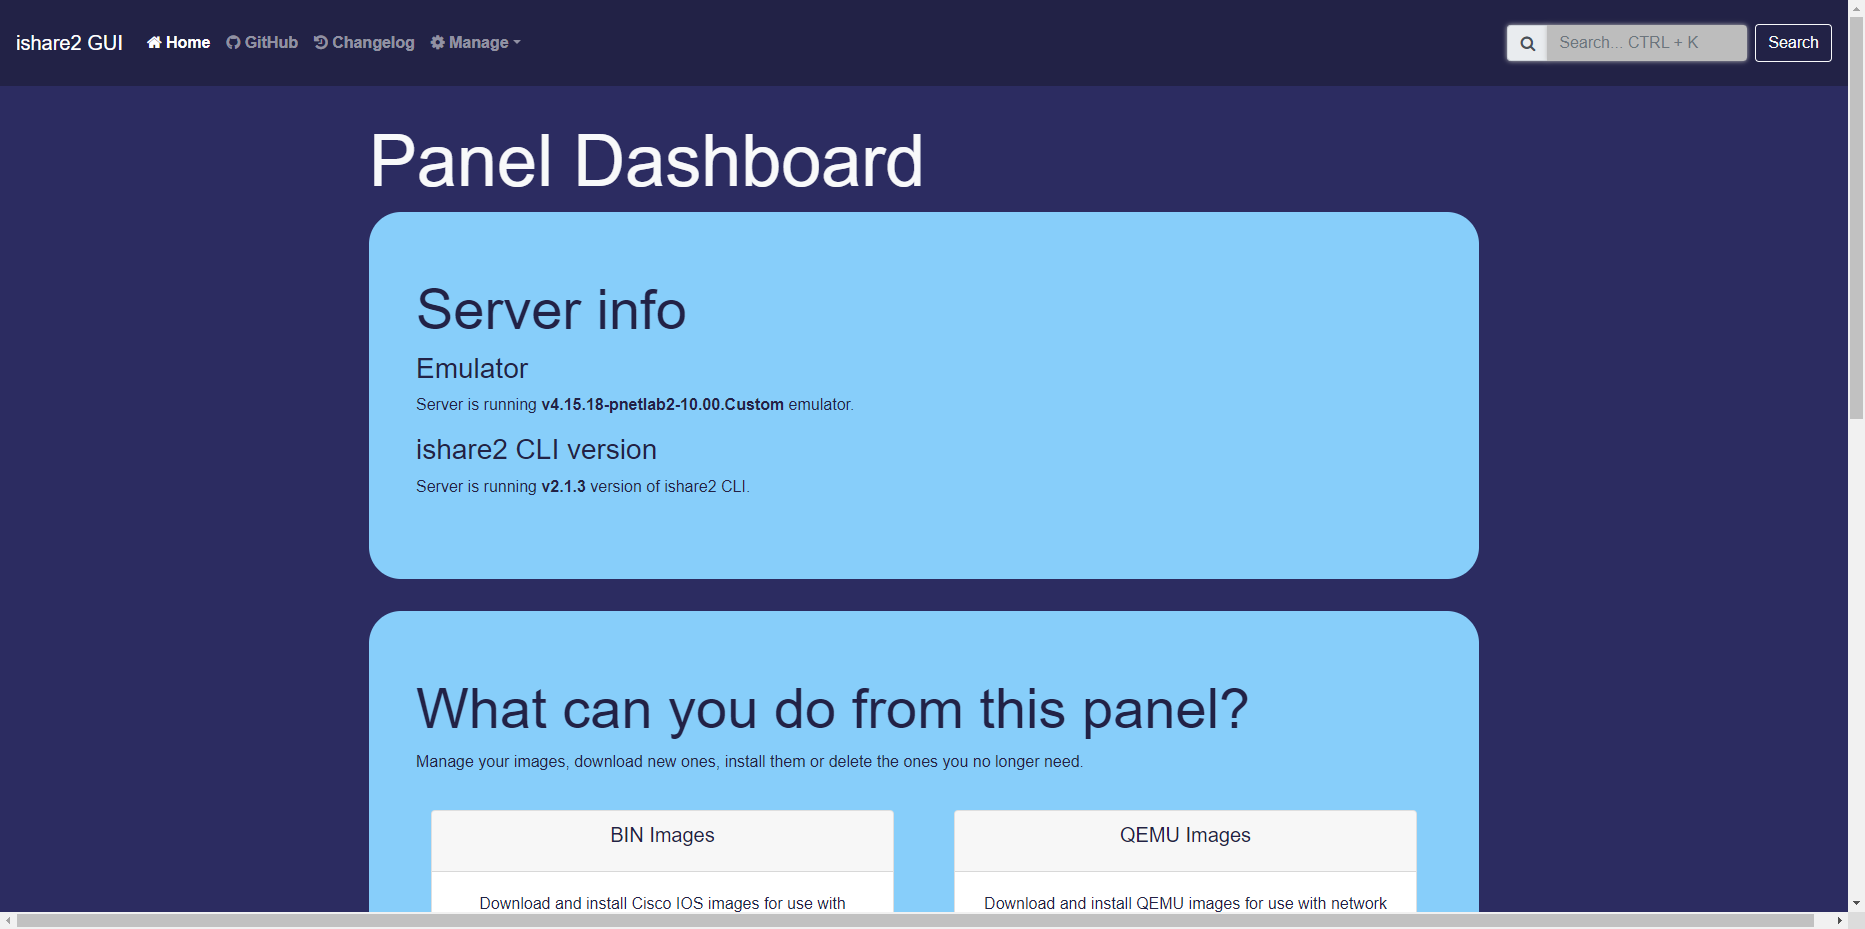 ishare2 GUI Home GitHub Changelog Manage Search... CTRL + K Search
Panel Dashboard
Server info
Emulator
Server is running v4.15.18-pnetlab2-10.00.Custom emulator.
ishare2 CLI version
Server is running v2.1.3 version of ishare2 CLI.
What can you do from this panel?
Manage your images, download new ones, install them or delete the ones you no longer need.
BIN Images
Download and install Cisco IOS images for use with
QEMU Images
Download and install QEMU images for use with network